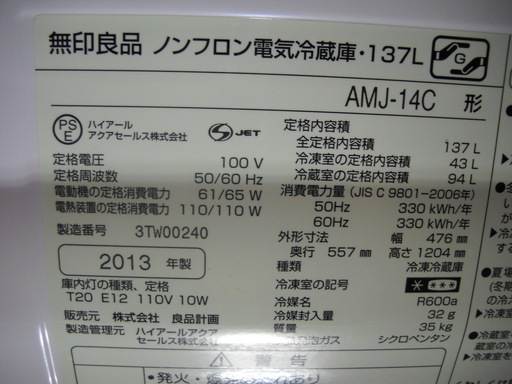 無印良品 ノンフロン電気冷蔵庫・137L
G
AMJ-14C 形
PSE ハイアール
アクアセールス株式会社
S JET
定格電圧 100 V
定格周波数 50/60 Hz
電動機の定格消費電力 61/65 W
電熱装置の定格消費電力 110/110 W
製造番号 3TW00240
2013 年製
庫内灯の種類、定格
T20 E12 110V 10W
販売元 株式会社 良品計画
製造管理元 ハイアールアクア
セールス株式会社
定格内容積
全定格内容積 137 L
冷凍室の定格内容積 43 L
冷蔵室の定格内容積 94 L
消費電力量 (JIS C 9801-2006年)
50Hz 330 kWh/年
60Hz 330 kWh/年
外形寸法 幅 476 mm
奥行 557 mm 高さ 1204 mm
種類 冷凍冷蔵庫
冷凍室の記号 * ***
冷媒名 R600a
冷媒封入量 32 g
質量 35 kg
発泡ガス シクロペンタン
警告